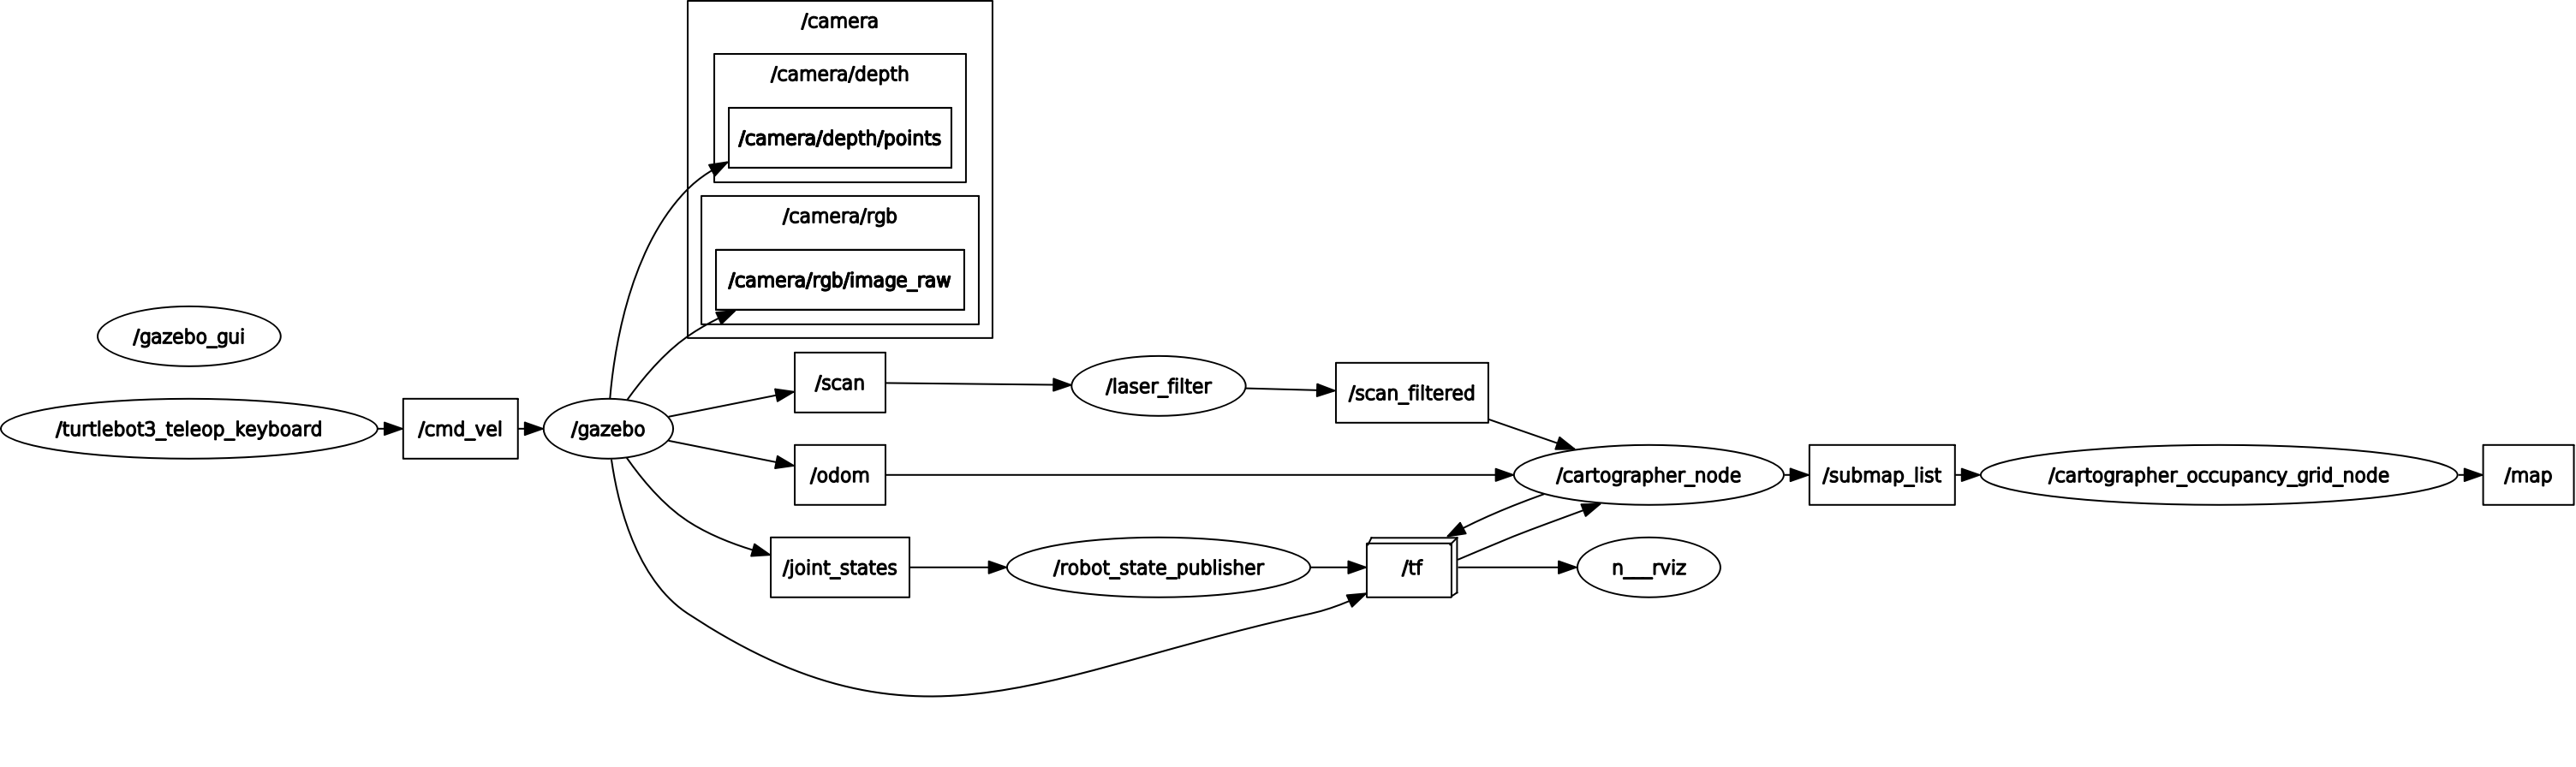 /camera
/camera/depth
/camera/depth/points
/camera/rgb
/camera/rgb/image_raw
/gazebo_gui
/turtlebot3_teleop_keyboard
/cmd_vel
/gazebo
/scan
/laser_filter
/scan_filtered
/odom
/cartographer_node
/submap_list
/cartographer_occupancy_grid_node
/map
/joint_states
/robot_state_publisher
/tf
n___rviz